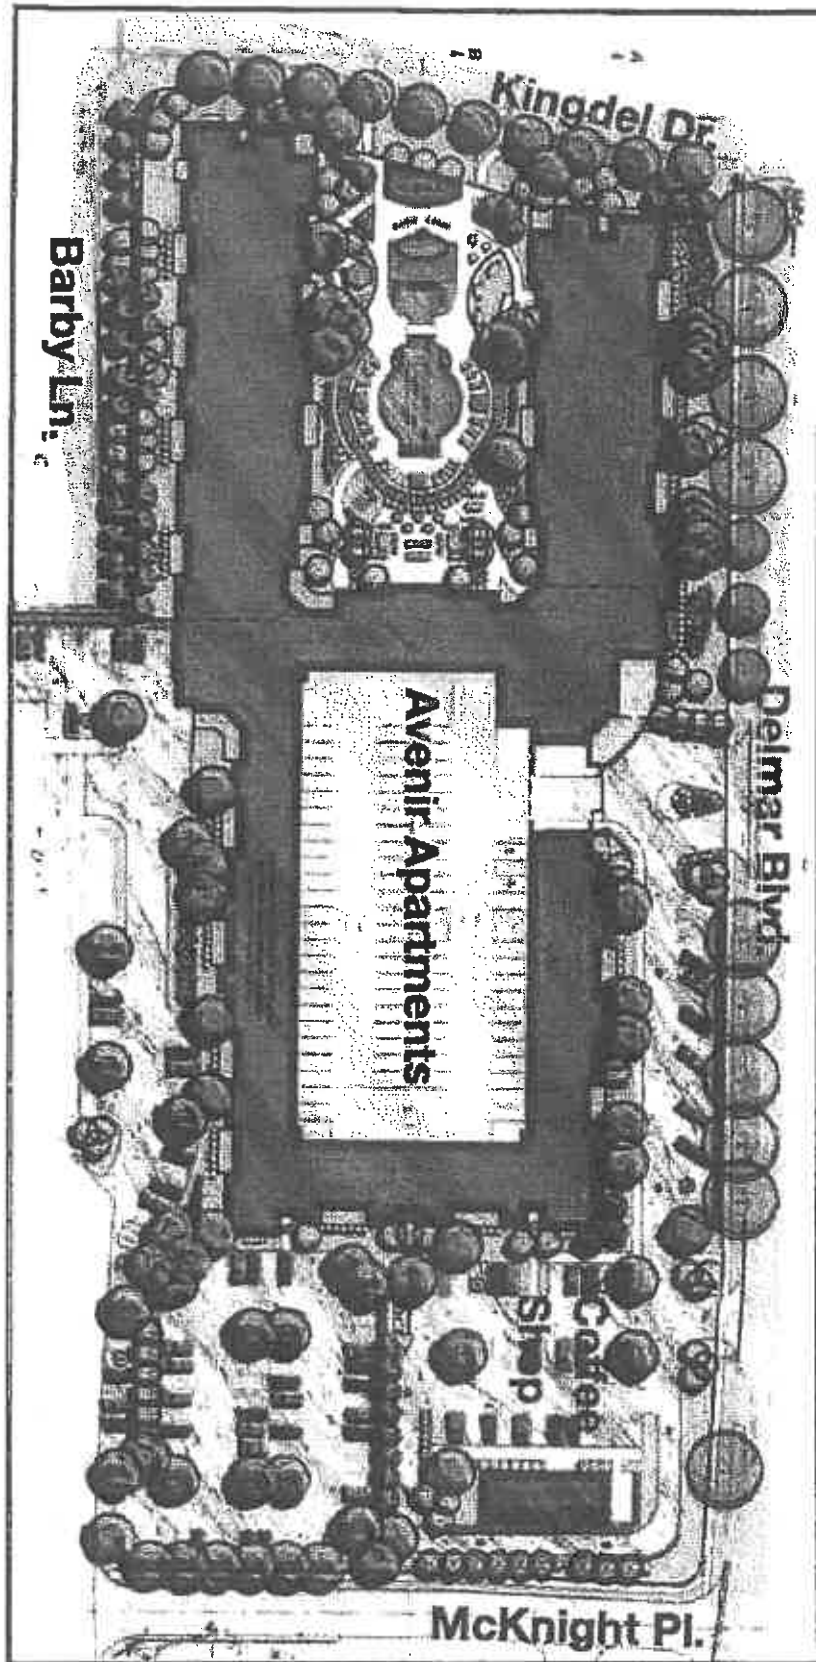 Kingdel Dr.
Barby Ln.
Delmar Blvd.
Avenir Apartments
Coffee
Shop
McKnight Pl.